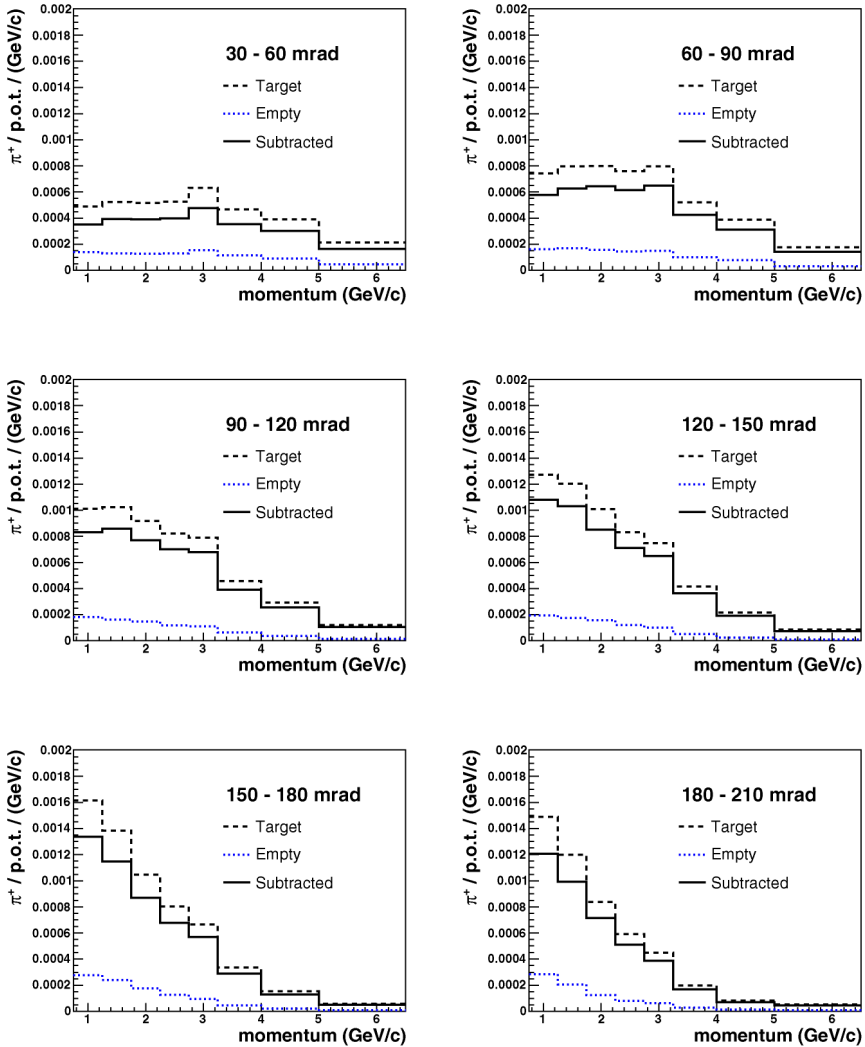 30 - 60 mrad
Target
Empty
Subtracted
π⁺ / p.o.t. / (GeV/c)
0.002
0.0018
0.0016
0.0014
0.0012
0.001
0.0008
0.0006
0.0004
0.0002
0
1 2 3 4 5 6
momentum (GeV/c)
60 - 90 mrad
Target
Empty
Subtracted
π⁺ / p.o.t. / (GeV/c)
0.002
0.0018
0.0016
0.0014
0.0012
0.001
0.0008
0.0006
0.0004
0.0002
0
1 2 3 4 5 6
momentum (GeV/c)
90 - 120 mrad
Target
Empty
Subtracted
π⁺ / p.o.t. / (GeV/c)
0.002
0.0018
0.0016
0.0014
0.0012
0.001
0.0008
0.0006
0.0004
0.0002
0
1 2 3 4 5 6
momentum (GeV/c)
120 - 150 mrad
Target
Empty
Subtracted
π⁺ / p.o.t. / (GeV/c)
0.002
0.0018
0.0016
0.0014
0.0012
0.001
0.0008
0.0006
0.0004
0.0002
0
1 2 3 4 5 6
momentum (GeV/c)
150 - 180 mrad
Target
Empty
Subtracted
π⁺ / p.o.t. / (GeV/c)
0.002
0.0018
0.0016
0.0014
0.0012
0.001
0.0008
0.0006
0.0004
0.0002
0
1 2 3 4 5 6
momentum (GeV/c)
180 - 210 mrad
Target
Empty
Subtracted
π⁺ / p.o.t. / (GeV/c)
0.002
0.0018
0.0016
0.0014
0.0012
0.001
0.0008
0.0006
0.0004
0.0002
0
1 2 3 4 5 6
momentum (GeV/c)